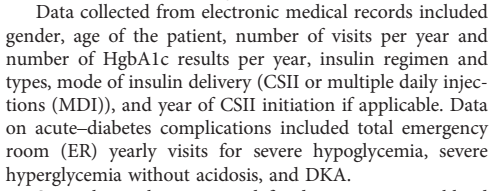 Data collected from electronic medical records included
gender, age of the patient, number of visits per year and
number of HgbA1c results per year, insulin regimen and
types, mode of insulin delivery (CSII or multiple daily injec-
tions (MDI)), and year of CSII initiation if applicable. Data
on acute–diabetes complications included total emergency
room (ER) yearly visits for severe hypoglycemia, severe
hyperglycemia without acidosis, and DKA.